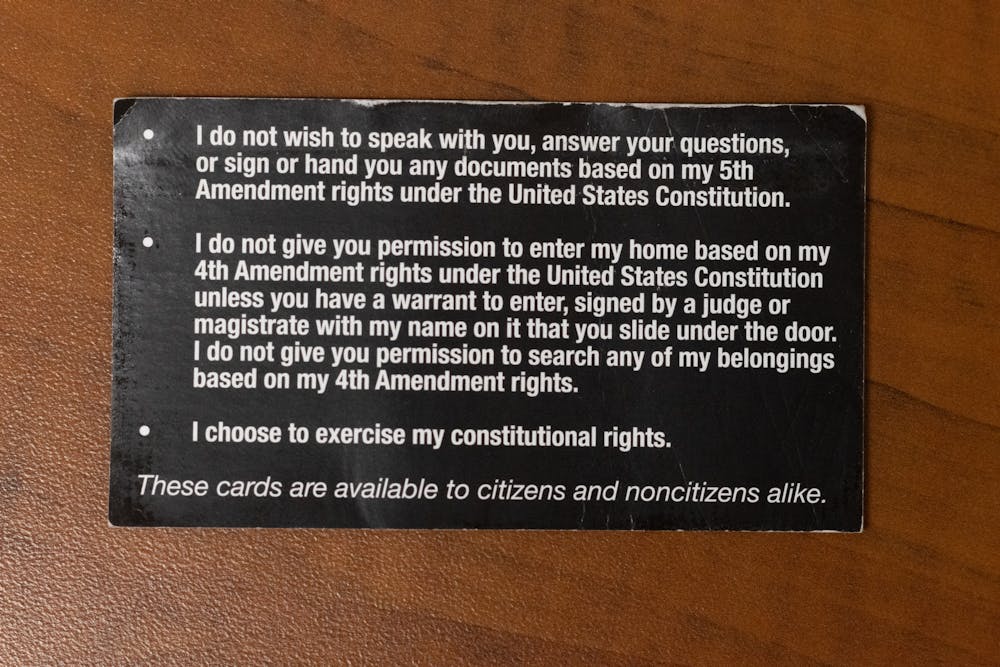 • I do not wish to speak with you, answer your questions,
or sign or hand you any documents based on my 5th
Amendment rights under the United States Constitution.
• I do not give you permission to enter my home based on my
4th Amendment rights under the United States Constitution
unless you have a warrant to enter, signed by a judge or
magistrate with my name on it that you slide under the door.
I do not give you permission to search any of my belongings
based on my 4th Amendment rights.
• I choose to exercise my constitutional rights.
These cards are available to citizens and noncitizens alike.